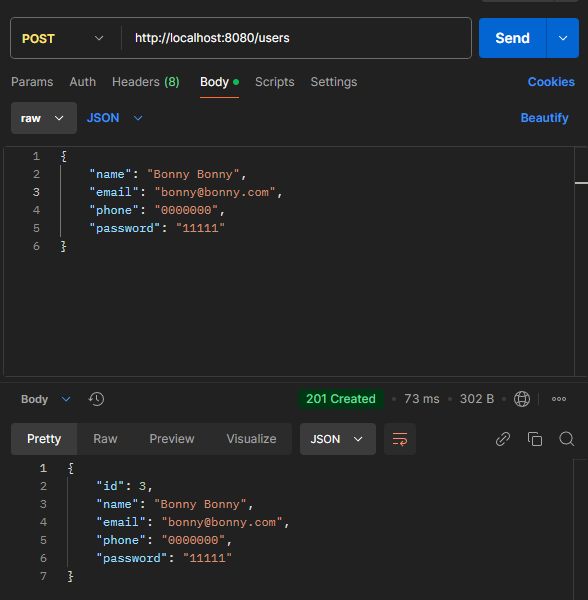 POST http://localhost:8080/users Send
Params Auth Headers (8) Body Scripts Settings Cookies
raw JSON Beautify
1 {
2 "name": "Bonny Bonny",
3 "email": "bonny@bonny.com",
4 "phone": "0000000",
5 "password": "11111"
6 }
Body 201 Created • 73 ms • 302 B
Pretty Raw Preview Visualize JSON
1 {
2 "id": 3,
3 "name": "Bonny Bonny",
4 "email": "bonny@bonny.com",
5 "phone": "0000000",
6 "password": "11111"
7 }